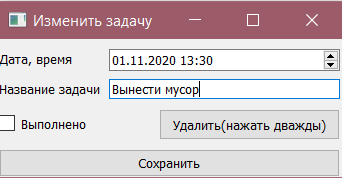 Изменить задачу
Дата, время 01.11.2020 13:30
Название задачи Вынести мусор
Выполнено Удалить(нажать дважды)
Сохранить